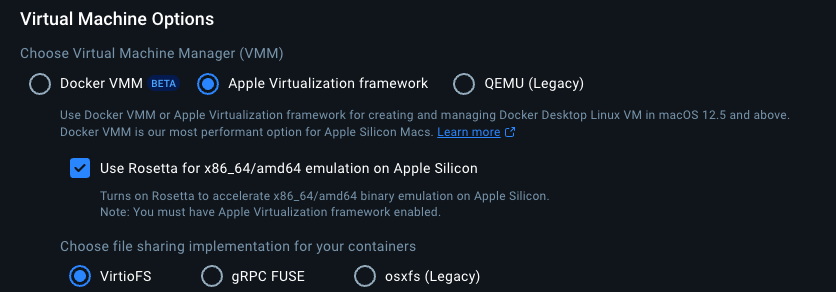 Virtual Machine Options
Choose Virtual Machine Manager (VMM)
Docker VMM BETA Apple Virtualization framework QEMU (Legacy)
Use Docker VMM or Apple Virtualization framework for creating and managing Docker Desktop Linux VM in macOS 12.5 and above.
Docker VMM is our most performant option for Apple Silicon Macs. Learn more
Use Rosetta for x86_64/amd64 emulation on Apple Silicon
Turns on Rosetta to accelerate x86_64/amd64 binary emulation on Apple Silicon.
Note: You must have Apple Virtualization framework enabled.
Choose file sharing implementation for your containers
VirtioFS gRPC FUSE osxfs (Legacy)